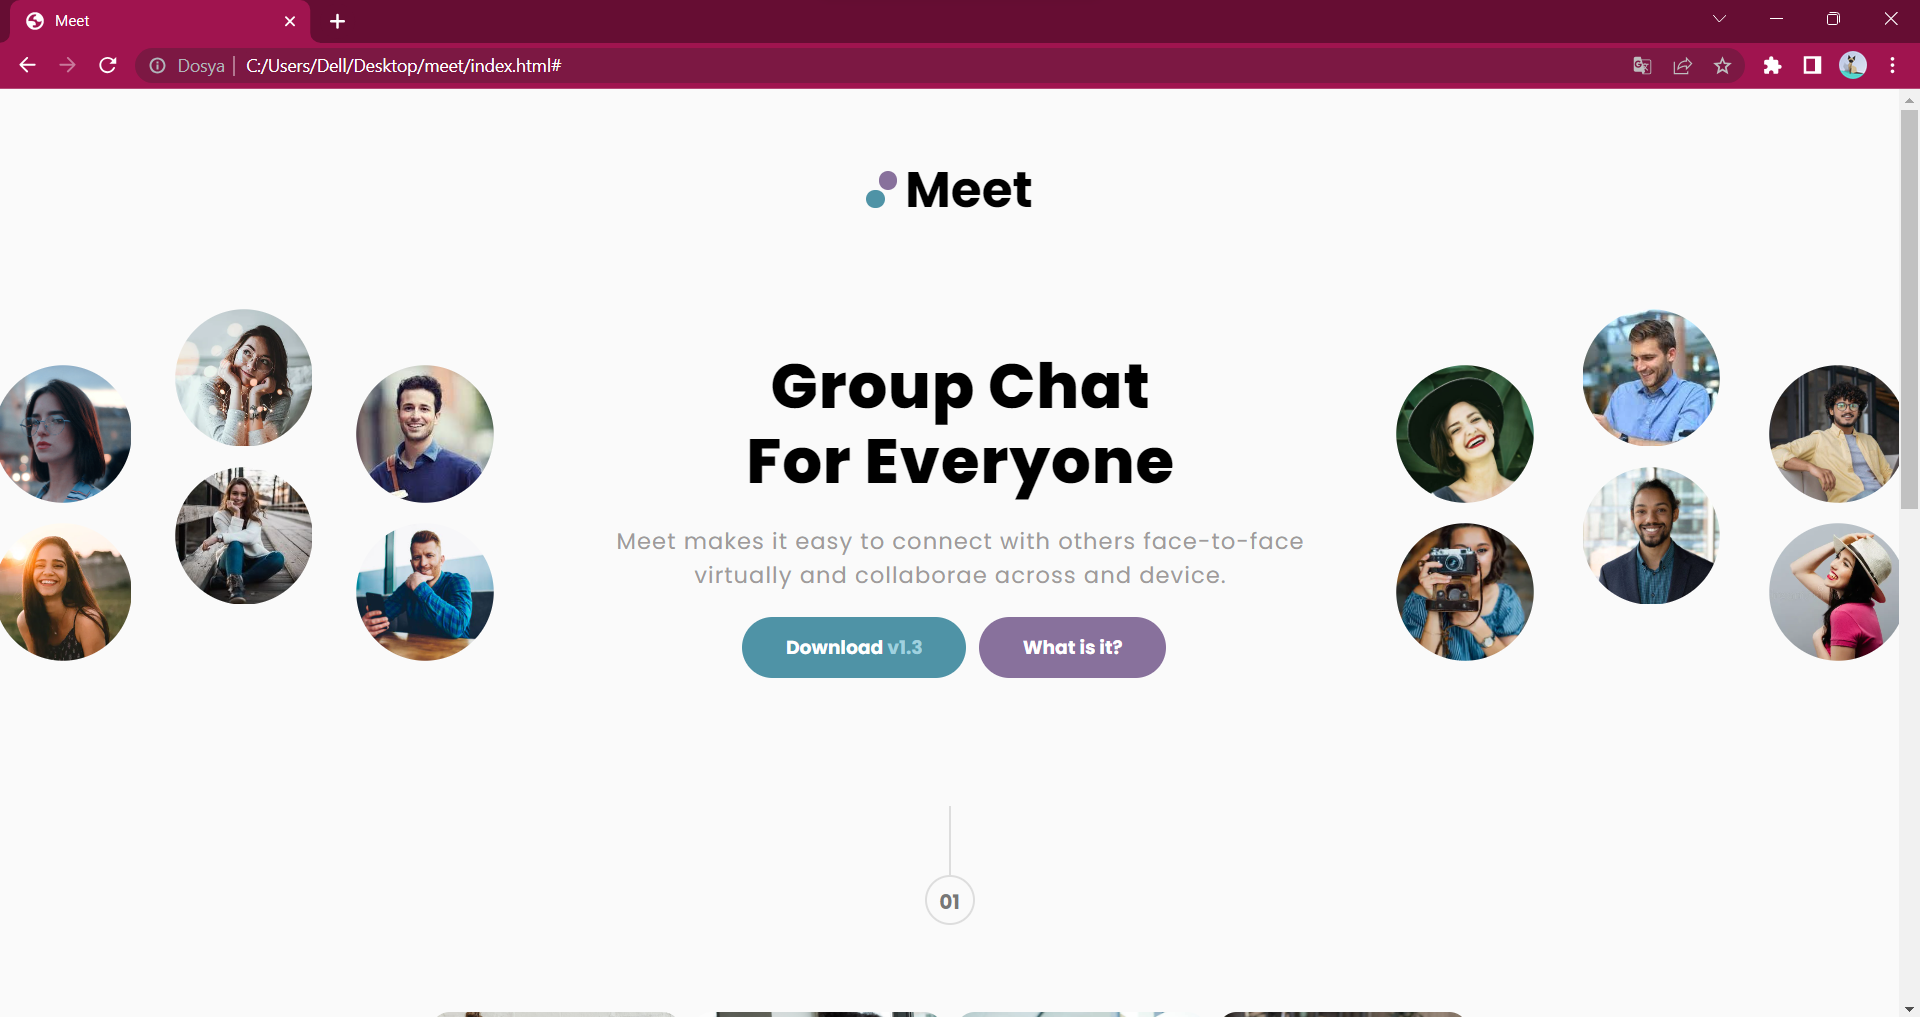 Meet
Dosya | C:/Users/Dell/Desktop/meet/index.html#
Meet
Group Chat
For Everyone
Meet makes it easy to connect with others face-to-face
virtually and collaborae across and device.
Download v1.3
What is it?
01